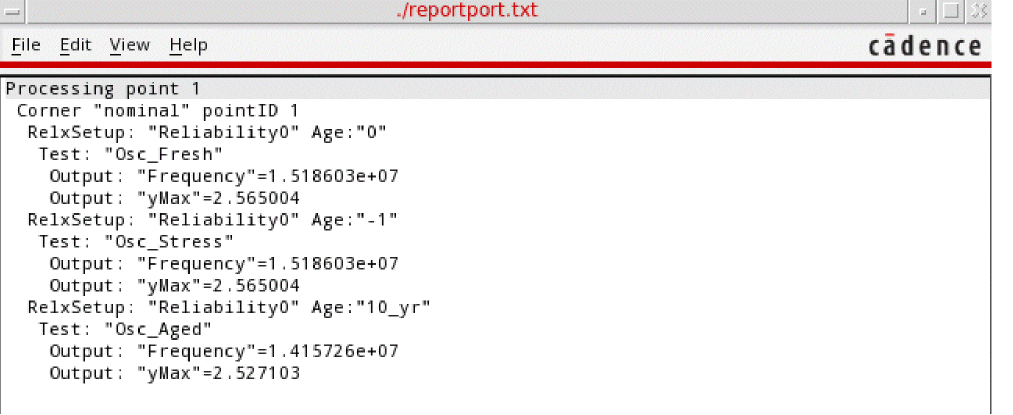 ./reportport.txt
File Edit View Help
cādence
Processing point 1
Corner "nominal" pointID 1
RelxSetup: "Reliability0" Age:"0"
Test: "Osc_Fresh"
Output: "Frequency"=1.518603e+07
Output: "yMax"=2.565004
RelxSetup: "Reliability0" Age:"-1"
Test: "Osc_Stress"
Output: "Frequency"=1.518603e+07
Output: "yMax"=2.565004
RelxSetup: "Reliability0" Age:"10_yr"
Test: "Osc_Aged"
Output: "Frequency"=1.415726e+07
Output: "yMax"=2.527103